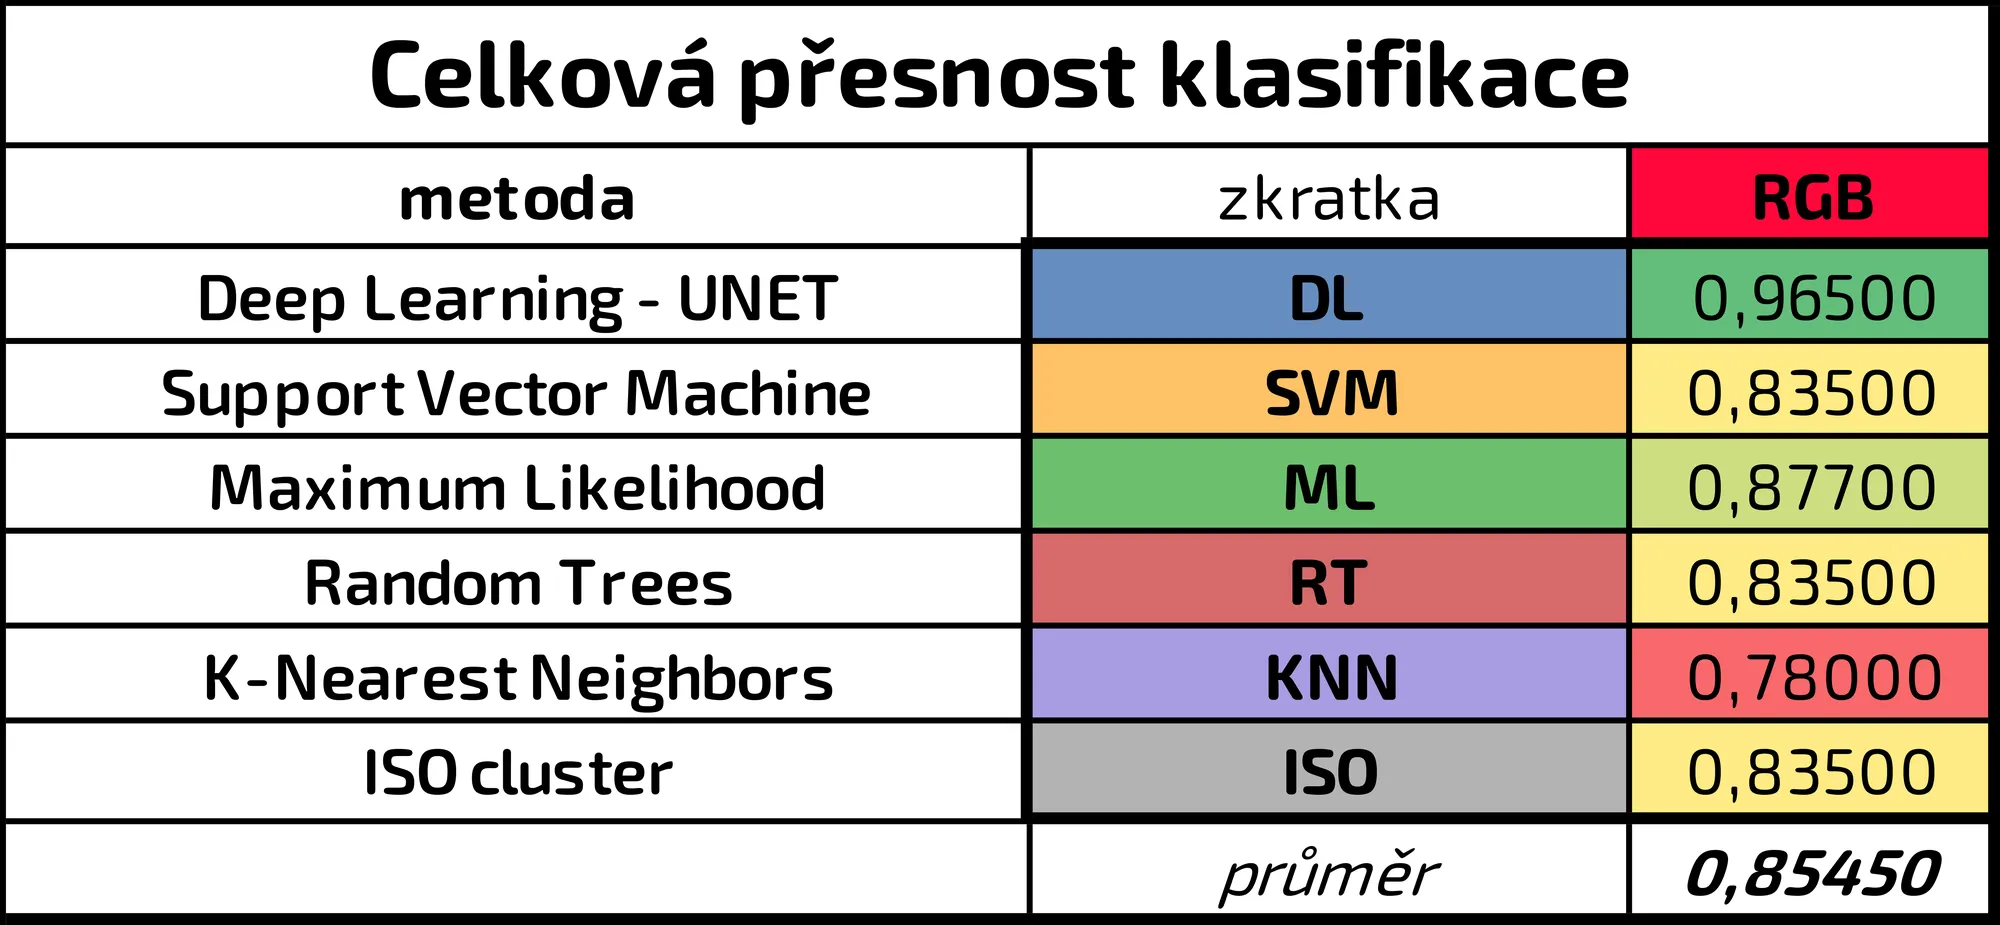 Celková přesnost klasifikace
metoda zkratka RGB
Deep Learning - UNET DL 0,96500
Support Vector Machine SVM 0,83500
Maximum Likelihood ML 0,87700
Random Trees RT 0,83500
K-Nearest Neighbors KNN 0,78000
ISO cluster ISO 0,83500
průměr 0,85450